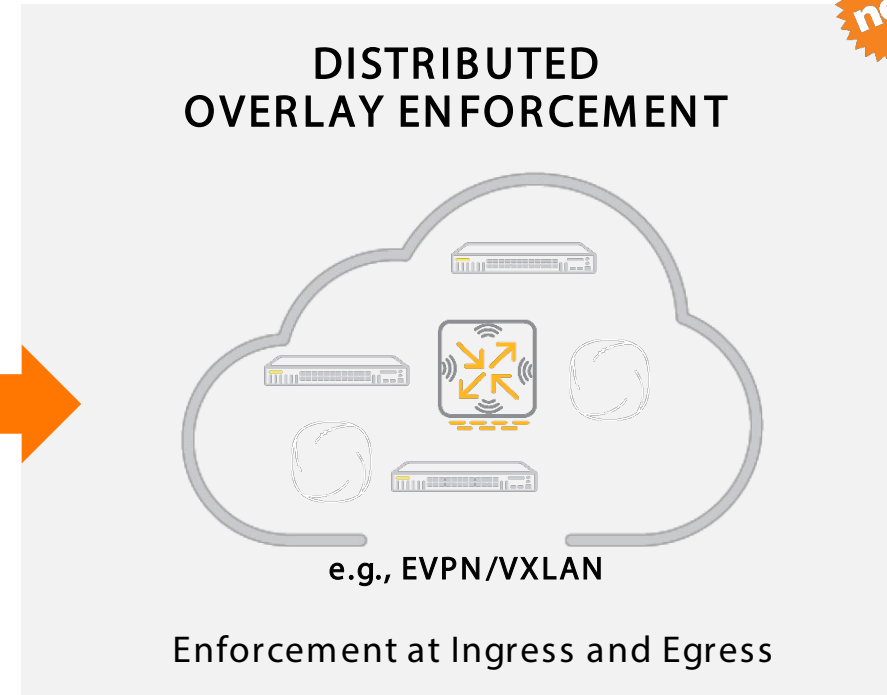 DISTRIBUTED
OVERLAY ENFORCEMENT
e.g., EVPN/VXLAN
Enforcement at Ingress and Egress